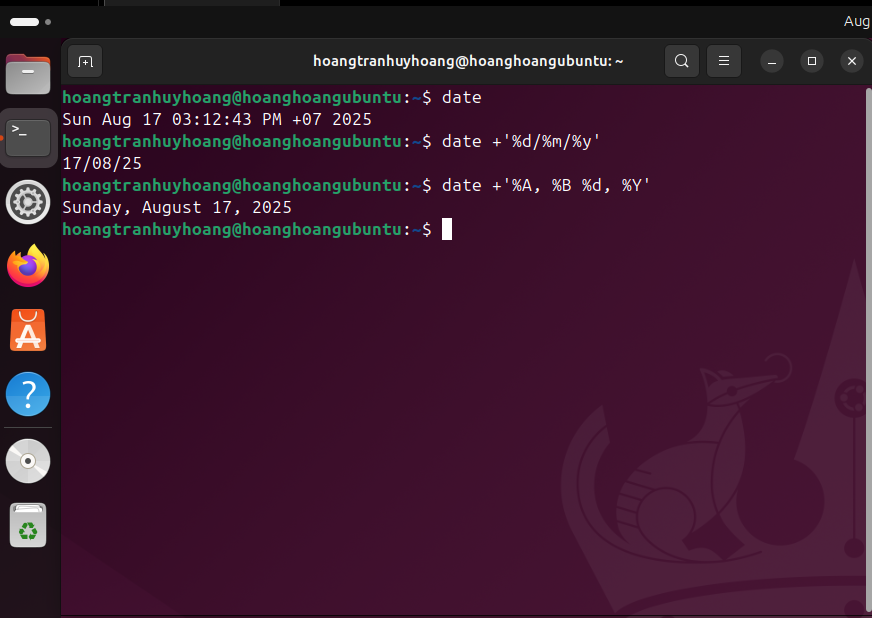 Aug
hoangtranhuyhoang@hoanghoangubuntu: ~
hoangtranhuyhoang@hoanghoangubuntu:~$ date
Sun Aug 17 03:12:43 PM +07 2025
hoangtranhuyhoang@hoanghoangubuntu:~$ date +'%d/%m/%y'
17/08/25
hoangtranhuyhoang@hoanghoangubuntu:~$ date +'%A, %B %d, %Y'
Sunday, August 17, 2025
hoangtranhuyhoang@hoanghoangubuntu:~$